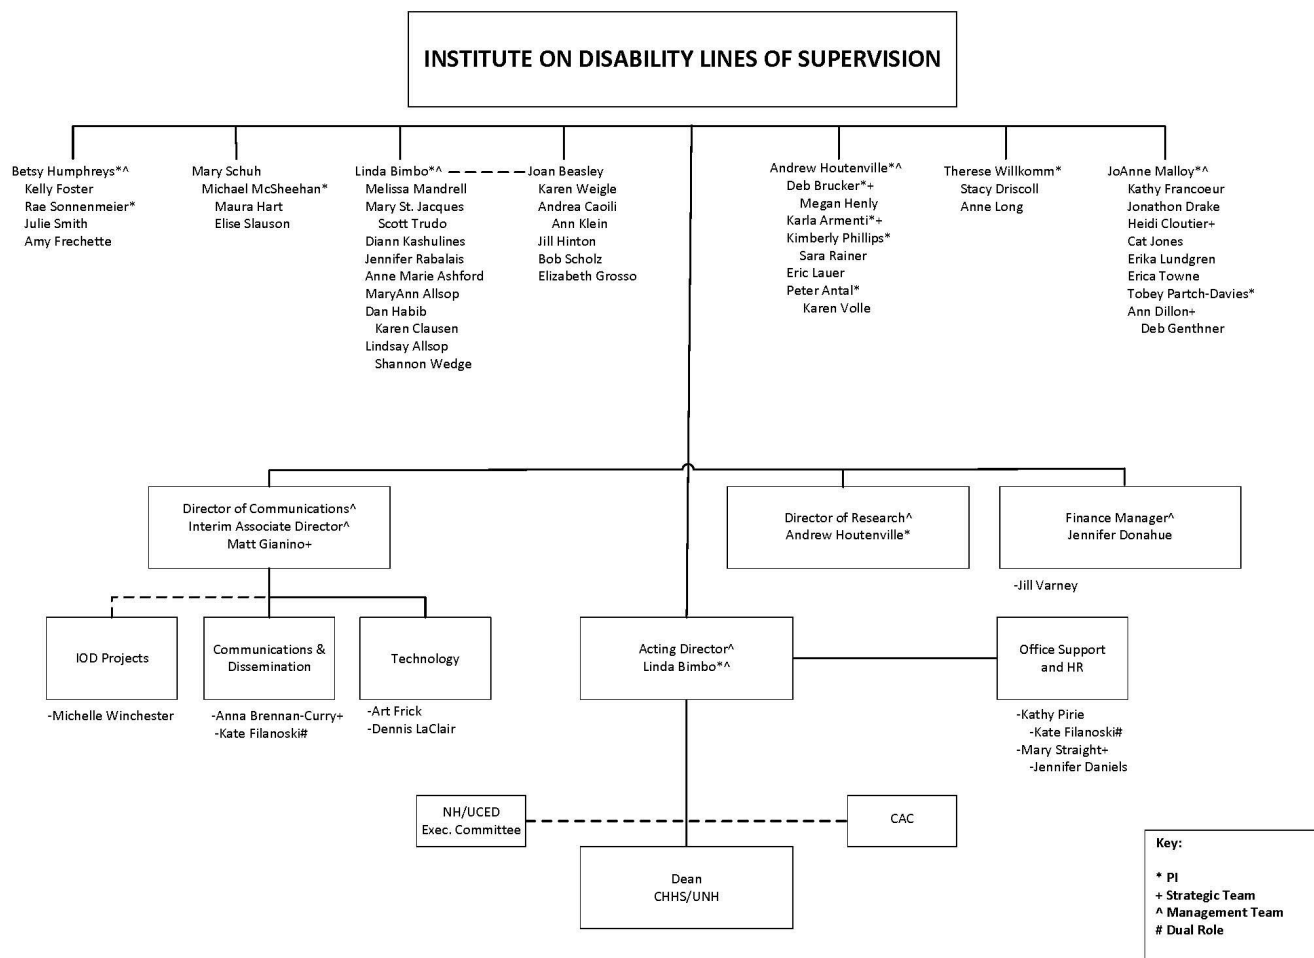 INSTITUTE ON DISABILITY LINES OF SUPERVISION
Betsy Humphreys*^
Kelly Foster
Rae Sonnenmeier*
Julie Smith
Amy Frechette
Mary Schuh
Michael McSheehan*
Maura Hart
Elise Slauson
Linda Bimbo*^
Melissa Mandrell
Mary St. Jacques
Scott Trudo
Diann Kashulines
Jennifer Rabalais
Anne Marie Ashford
MaryAnn Allsop
Dan Habib
Karen Clausen
Lindsay Allsop
Shannon Wedge
Joan Beasley
Karen Weigle
Andrea Caoili
Ann Klein
Jill Hinton
Bob Scholz
Elizabeth Grosso
Andrew Houtenville*^
Deb Brucker*+
Megan Henly
Karla Armenti*+
Kimberly Phillips*
Sara Rainer
Eric Lauer
Peter Antal*
Karen Volle
Therese Willkomm*
Stacy Driscoll
Anne Long
JoAnne Malloy*^
Kathy Francoeur
Jonathon Drake
Heidi Cloutier+
Cat Jones
Erika Lundgren
Erica Towne
Tobey Partch-Davies*
Ann Dillon+
Deb Genthner
Director of Communications^
Interim Associate Director^
Matt Gianino+
Director of Research^
Andrew Houtenville*
Finance Manager^
Jennifer Donahue
-Jill Varney
IOD Projects
-Michelle Winchester
Communications &
Dissemination
-Anna Brennan-Curry+
-Kate Filanoski#
Technology
-Art Frick
-Dennis LaClair
Acting Director^
Linda Bimbo*^
Office Support
and HR
-Kathy Pirie
-Kate Filanoski#
-Mary Straight+
-Jennifer Daniels
NH/UCED
Exec. Committee
CAC
Dean
CHHS/UNH
Key:
* PI
+ Strategic Team
^ Management Team
# Dual Role